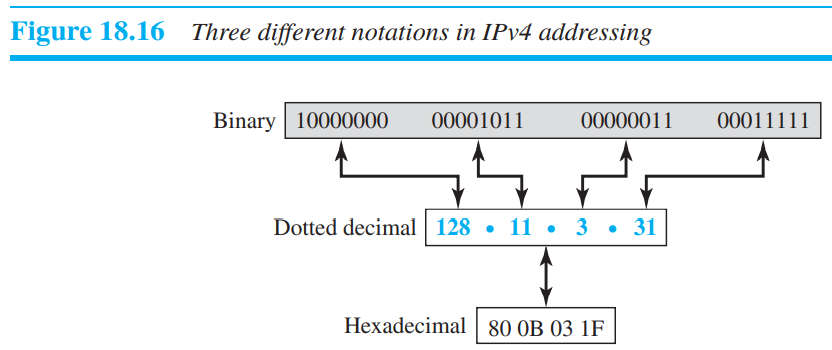 Figure 18.16 Three different notations in IPv4 addressing
Binary 10000000 00001011 00000011 00011111
Dotted decimal 128 • 11 • 3 • 31
Hexadecimal 80 0B 03 1F